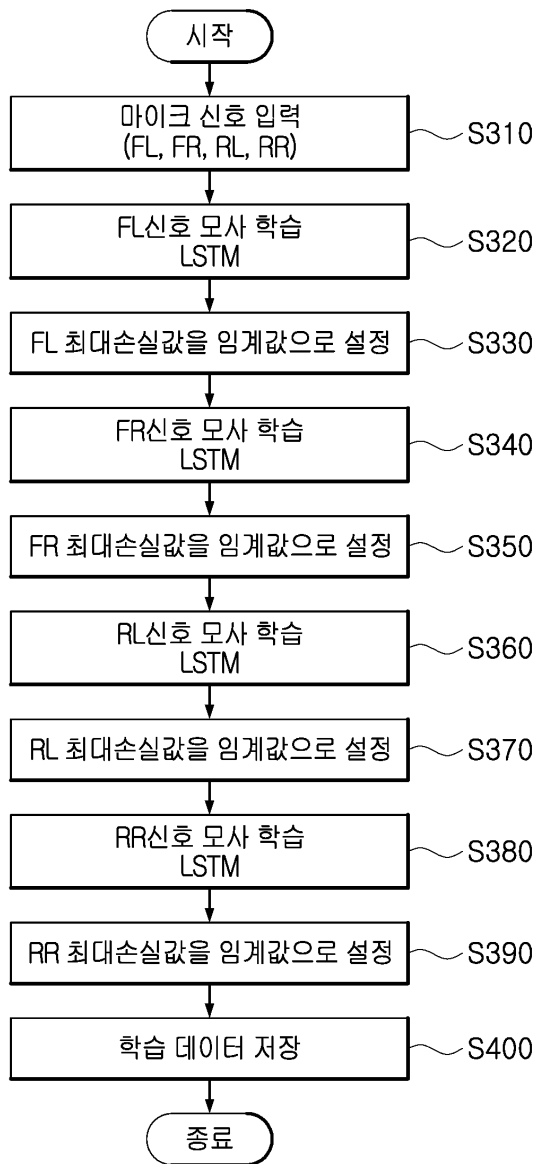 시작
마이크 신호 입력
(FL, FR, RL, RR)
S310
FL신호 모사 학습
LSTM
S320
FL 최대손실값을 임계값으로 설정
S330
FR신호 모사 학습
LSTM
S340
FR 최대손실값을 임계값으로 설정
S350
RL신호 모사 학습
LSTM
S360
RL 최대손실값을 임계값으로 설정
S370
RR신호 모사 학습
LSTM
S380
RR 최대손실값을 임계값으로 설정
S390
학습 데이터 저장
S400
종료